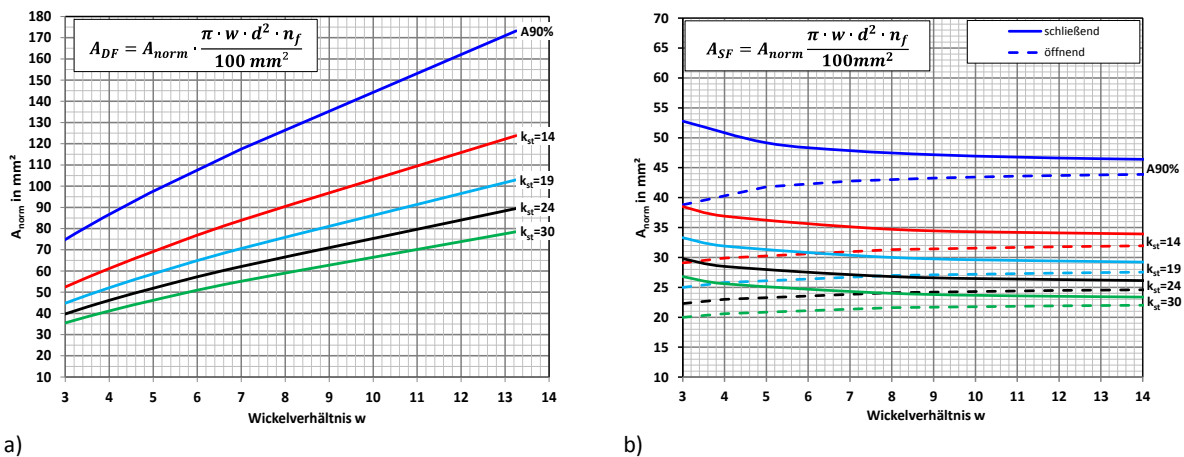 180
170
160
150
140
130
120
110
100
90
80
70
60
50
40
30
20
10
A_norm in mm²
A_DF = A_norm · (π · w · d² · n_f) / (100 mm²)
A90%
k_st=14
k_st=19
k_st=24
k_st=30
3 4 5 6 7 8 9 10 11 12 13 14
Wickelverhältnis w
a)
70
65
60
55
50
45
40
35
30
25
20
15
10
A_norm in mm²
A_SF = A_norm (π · w · d² · n_f) / (100mm²)
schließend
öffnend
A90%
k_st=14
k_st=19
k_st=24
k_st=30
3 4 5 6 7 8 9 10 11 12 13 14
Wickelverhältnis w
b)